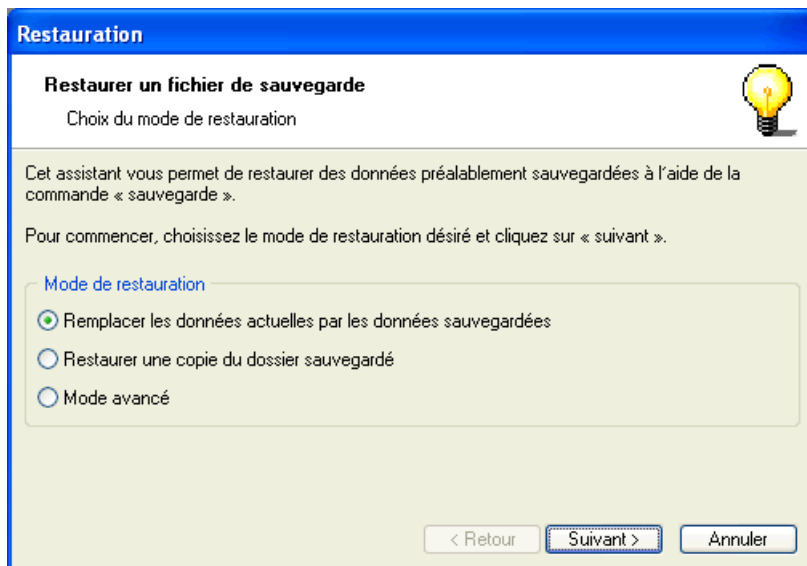 Restauration
Restaurer un fichier de sauvegarde
Choix du mode de restauration
Cet assistant vous permet de restaurer des données préalablement sauvegardées à l'aide de la
commande « sauvegarde ».
Pour commencer, choisissez le mode de restauration désiré et cliquez sur « suivant ».
Mode de restauration
Remplacer les données actuelles par les données sauvegardées
Restaurer une copie du dossier sauvegardé
Mode avancé
< Retour
Suivant >
Annuler